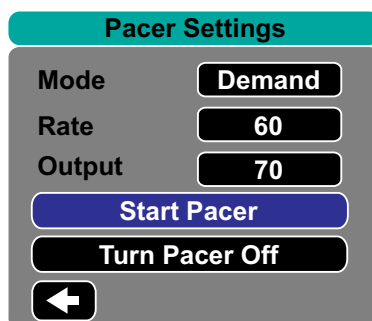 Pacer Settings
Mode Demand
Rate 60
Output 70
Start Pacer
Turn Pacer Off